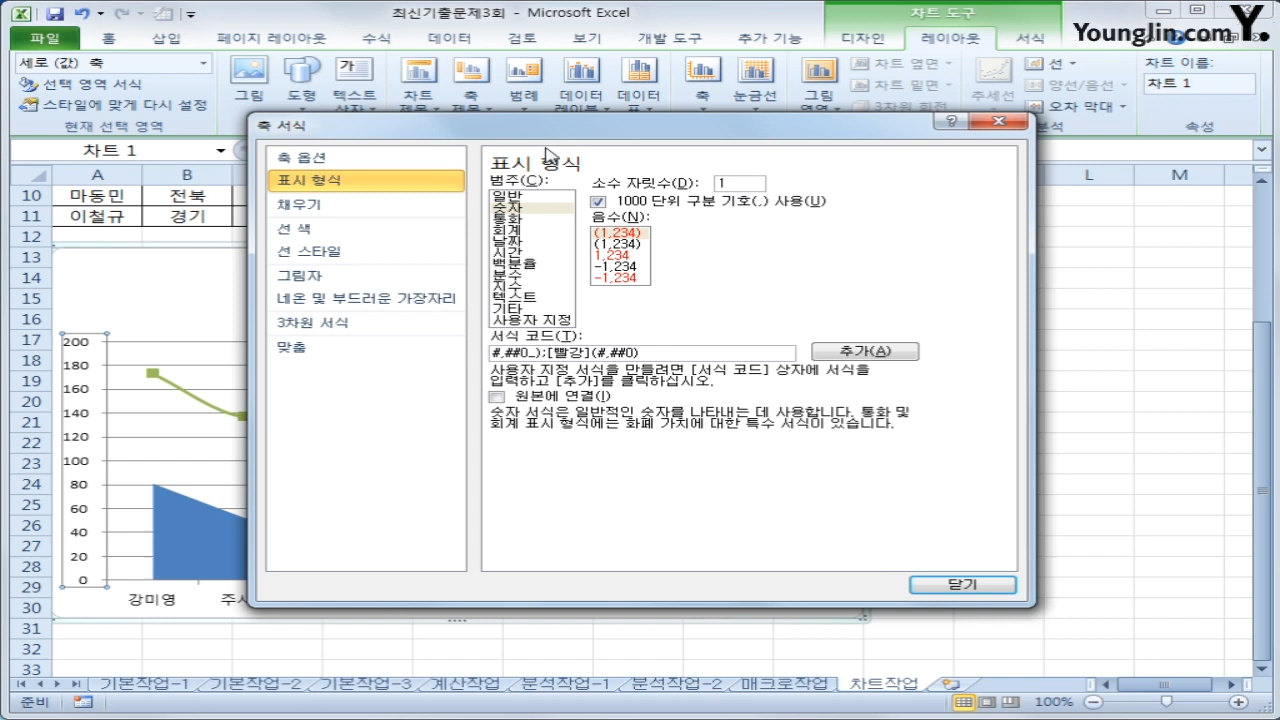 최신기출문제3회 - Microsoft Excel
차트 도구
Younglin.com Y.
파일 홈 삽입 페이지 레이아웃 수식 데이터 검토 보기 개발 도구 추가 기능 디자인 레이아웃 서식
세로 (값) 축
선택 영역 서식
스타일에 맞게 다시 설정
현재 선택 영역
그림 도형 텍스트 차트 축 범례 데이터 데이터 축 눈금선 그림
차트 옆면
차트 밑면
3차원 회전
추세선
선
양선/음선
오차 막대
분석
차트 이름:
차트 1
속성
차트 1
A B L M
10 마동민 전북
11 이철규 경기
12
13
14
15
16
17
18
19
20
21
22
23
24
25
26
27
28
29
30
31
32
33
200
180
160
140
120
100
80
60
40
20
0
강미영
축 서식
축 옵션
표시 형식
채우기
선 색
선 스타일
그림자
네온 및 부드러운 가장자리
3차원 서식
맞춤
표시 형식
범주(C):
일반
숫자
통화
회계
날짜
시간
백분율
분수
지수
텍스트
기타
사용자 지정
소수 자릿수(D): 1
1000 단위 구분 기호(,) 사용(U)
음수(N):
(1,234)
(1,234)
1,234
-1,234
-1,234
서식 코드(T):
#,##0_);[빨강](#,##0)
추가(A)
사용자 지정 서식을 만들려면 [서식 코드] 상자에 서식을
입력하고 [추가]를 클릭하십시오.
원본에 연결(I)
숫자 서식은 일반적인 숫자를 나타내는 데 사용합니다. 통화 및
회계 표시 형식에는 화폐 가치에 대한 특수 서식이 있습니다.
닫기
기본작업-1 기본작업-2 기본작업-3 계산작업 분석작업-1 분석작업-2 매크로작업 차트작업
준비 100%